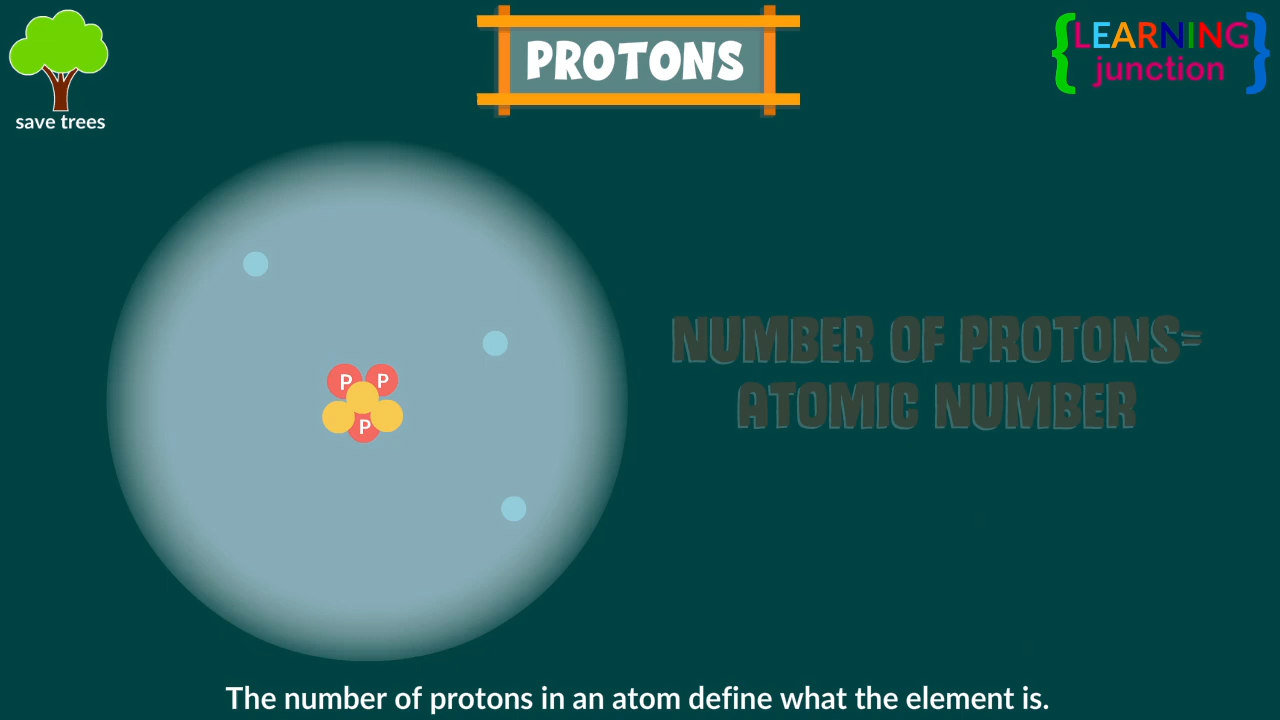 PROTONS
LEARNING
junction
save trees
P P
P
NUMBER OF PROTONS=
ATOMIC NUMBER
The number of protons in an atom define what the element is.